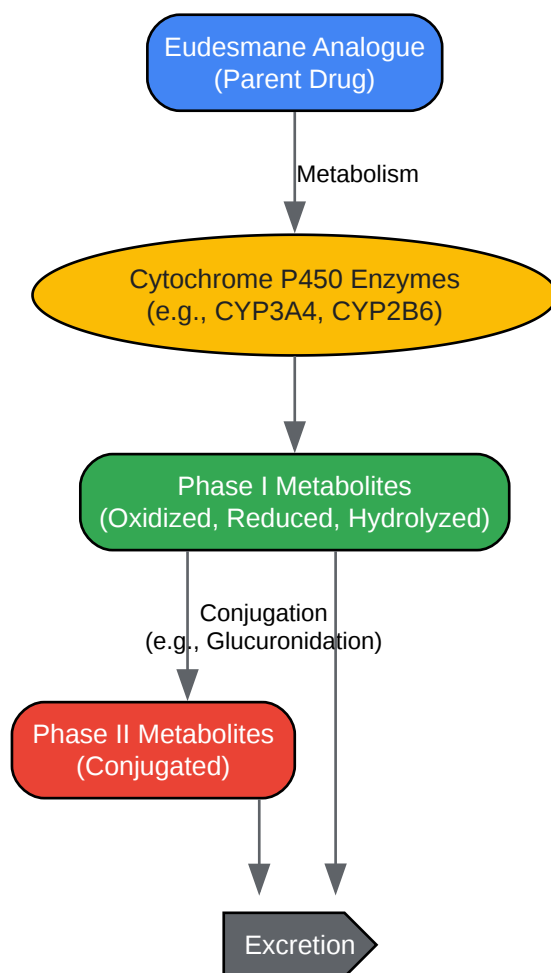 Eudesmane Analogue
(Parent Drug)
Metabolism
Cytochrome P450 Enzymes
(e.g., CYP3A4, CYP2B6)
Phase I Metabolites
(Oxidized, Reduced, Hydrolyzed)
Conjugation
(e.g., Glucuronidation)
Phase II Metabolites
(Conjugated)
Excretion